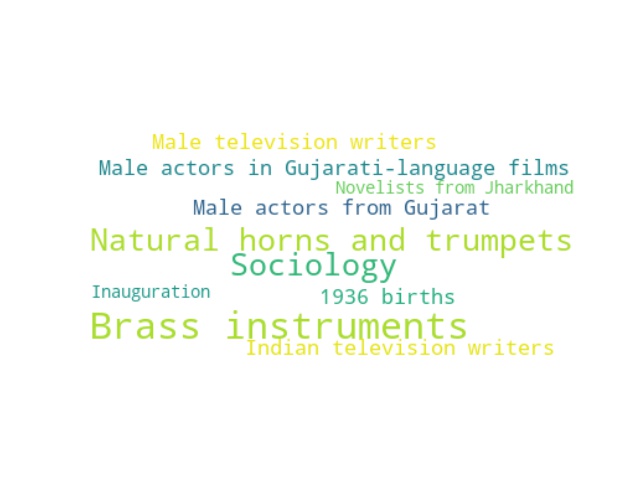 Male television writers
Male actors in Gujarati-language films
Novelists from Jharkhand
Male actors from Gujarat
Natural horns and trumpets
Sociology
Inauguration
1936 births
Brass instruments
Indian television writers